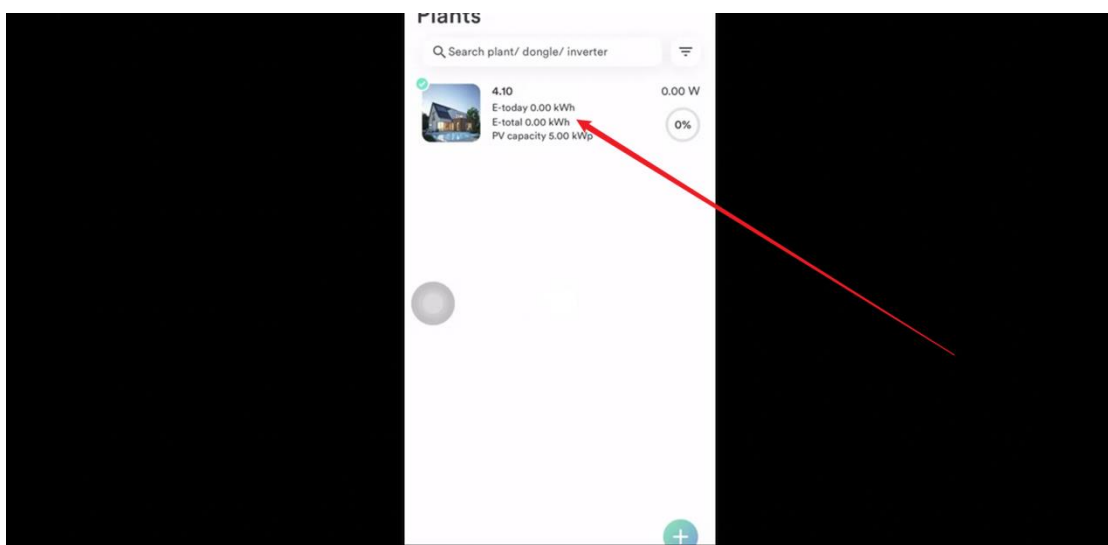 Plants
Search plant/ dongle/ inverter
4.10
0.00 W
E-today 0.00 kWh
E-total 0.00 kWh
0%
PV capacity 5.00 kWp